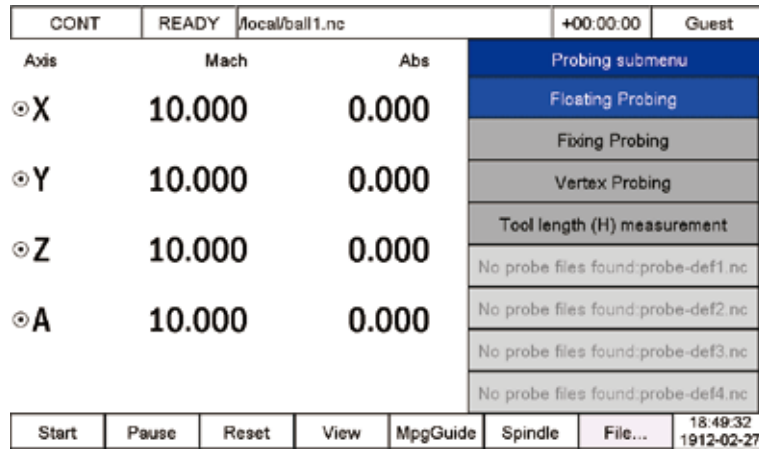 CONT READY /local/ball1.nc +00:00:00 Guest
Axis Mach Abs
X 10.000 0.000
Y 10.000 0.000
Z 10.000 0.000
A 10.000 0.000
Probing submenu
Floating Probing
Fixing Probing
Vertex Probing
Tool length (H) measurement
No probe files found:probe-def1.nc
No probe files found:probe-def2.nc
No probe files found:probe-def3.nc
No probe files found:probe-def4.nc
Start Pause Reset View MpgGuide Spindle File... 18:49:32
1912-02-27